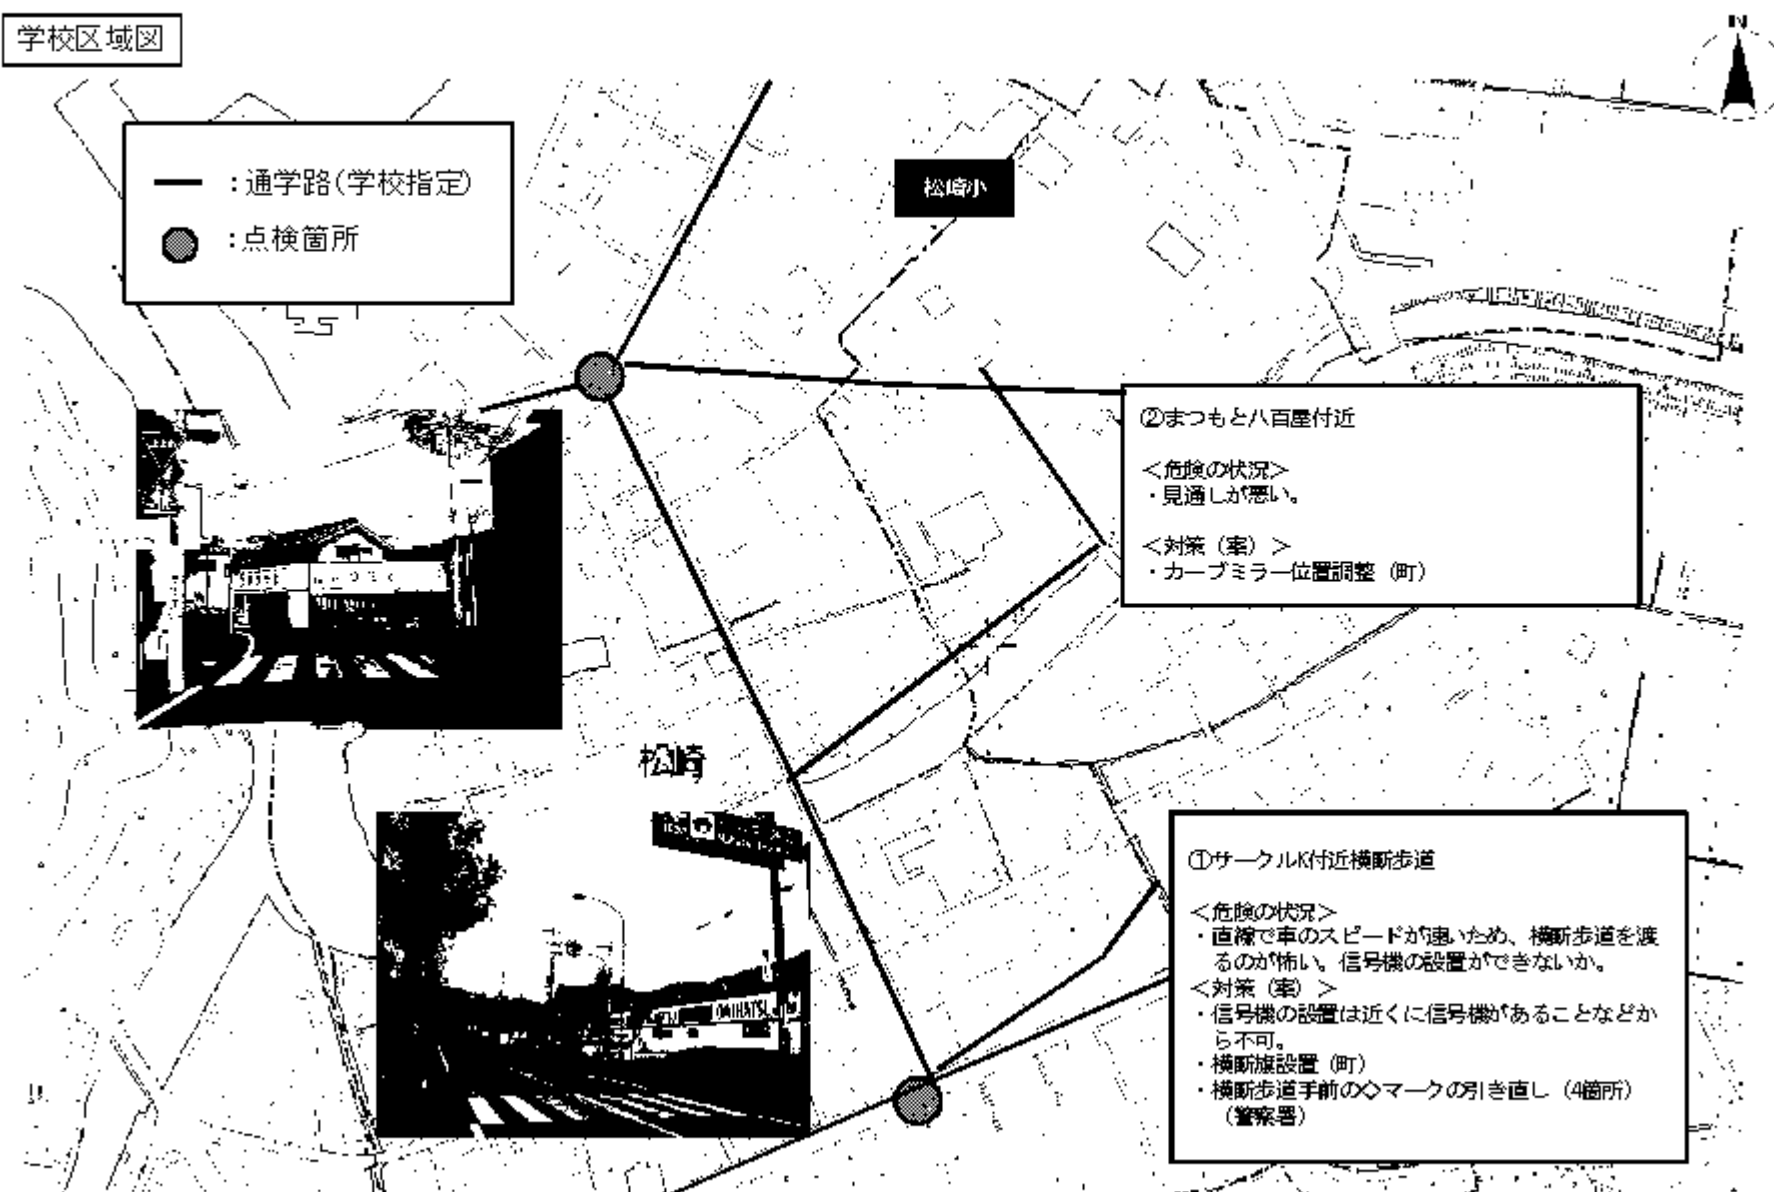 学校区域図
N
：通学路(学校指定)
：点検箇所
松崎小
②まつもと八百屋付近
＜危険の状況＞
・見通しが悪い。
＜対策（案）＞
・カーブミラー位置調整（町）
松崎
DAIHATSU
①サークルK付近横断歩道
＜危険の状況＞
・直線で車のスピードが速いため、横断歩道を渡
るのが怖い。信号機の設置ができないか。
＜対策（案）＞
・信号機の設置は近くに信号機があることなどか
ら不可。
・横断旗設置（町）
・横断歩道手前の◇マークの引き直し（4箇所）
（警察署）